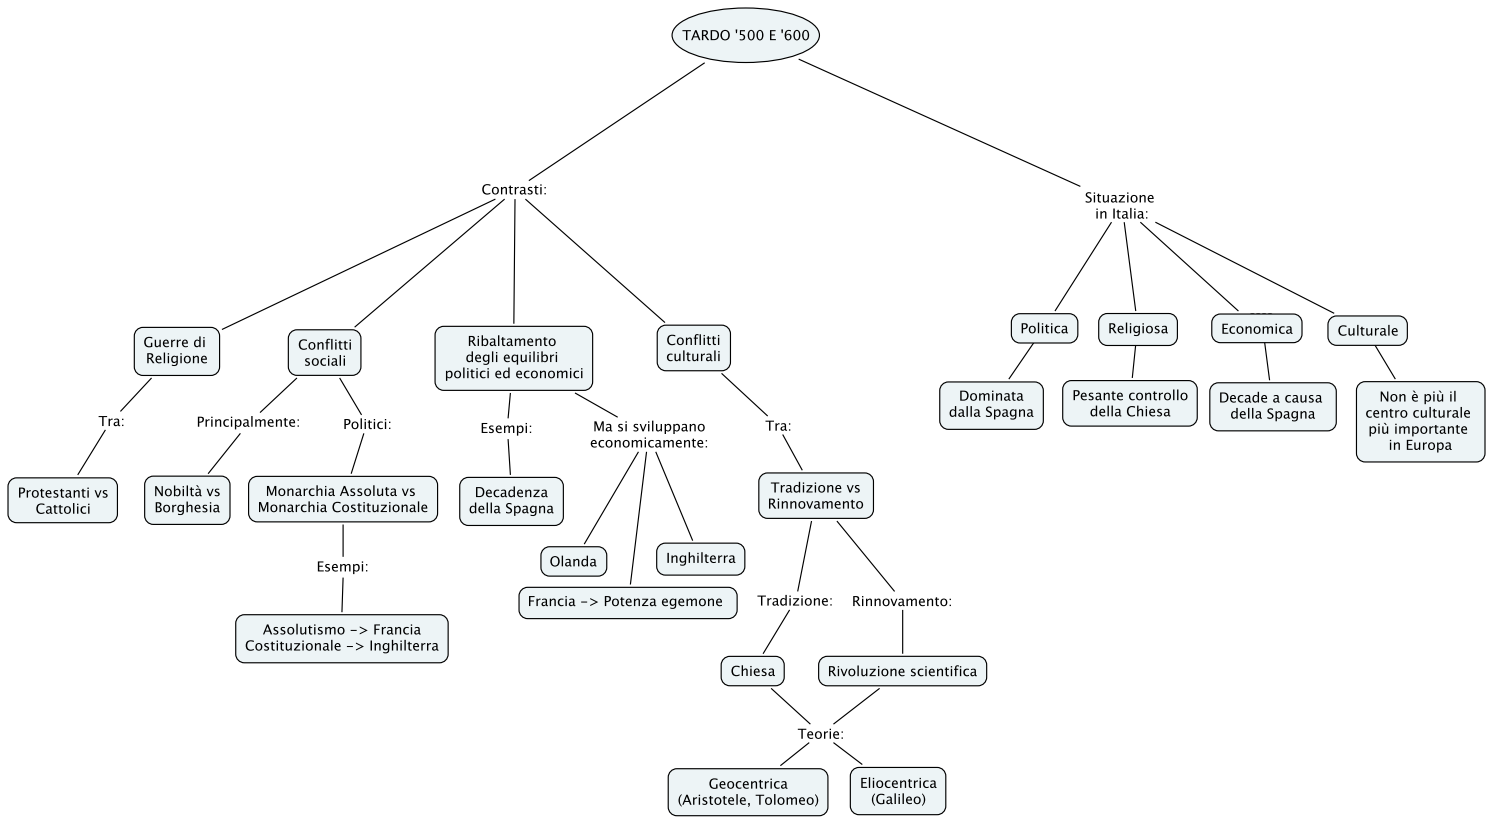 TARDO '500 E '600
Contrasti:
Situazione
in Italia:
Guerre di
Religione
Conflitti
sociali
Ribaltamento
degli equilibri
politici ed economici
Conflitti
culturali
Politica
Religiosa
Economica
Culturale
Tra:
Principalmente:
Politici:
Esempi:
Ma si sviluppano
economicamente:
Tra:
Dominata
dalla Spagna
Pesante controllo
della Chiesa
Decade a causa
della Spagna
Non è più il
centro culturale
più importante
in Europa
Protestanti vs
Cattolici
Nobiltà vs
Borghesia
Monarchia Assoluta vs
Monarchia Costituzionale
Decadenza
della Spagna
Tradizione vs
Rinnovamento
Olanda
Inghilterra
Francia -> Potenza egemone
Esempi:
Assolutismo -> Francia
Costituzionale -> Inghilterra
Tradizione:
Rinnovamento:
Chiesa
Rivoluzione scientifica
Teorie:
Geocentrica
(Aristotele, Tolomeo)
Eliocentrica
(Galileo)